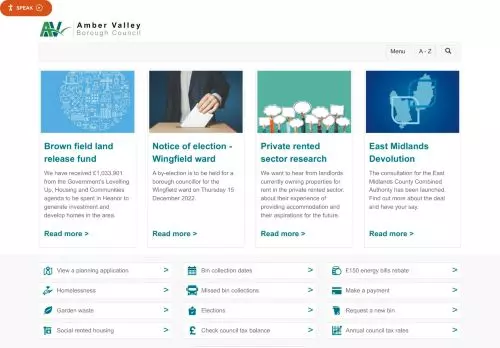 SPEAK
Amber Valley
Borough Council
Menu
A - Z
Brown field land
release fund
We have received £1,033,901
from the Government's Levelling
Up, Housing and Communities
agenda to be spent in Heanor to
generate investment and
develop homes in the area.
Read more >
Notice of election -
Wingfield ward
A by-election is to be held for a
borough councillor for the
Wingfield ward on Thursday 15
December 2022.
Read more >
Private rented
sector research
We want to hear from landlords
currently owning properties for
rent in the private rented sector,
about their experience of
providing accommodation and
their aspirations for the future.
Read more >
East Midlands
Devolution
The consultation for the East
Midlands County Combined
Authority has been launched.
Find out more about the deal
and have your say.
Read more >
View a planning application >
Bin collection dates >
£150 energy bills rebate >
Homelessness >
Missed bin collections >
Make a payment >
Garden waste >
Elections >
Request a new bin >
Social rented housing >
Check council tax balance >
Annual council tax rates >